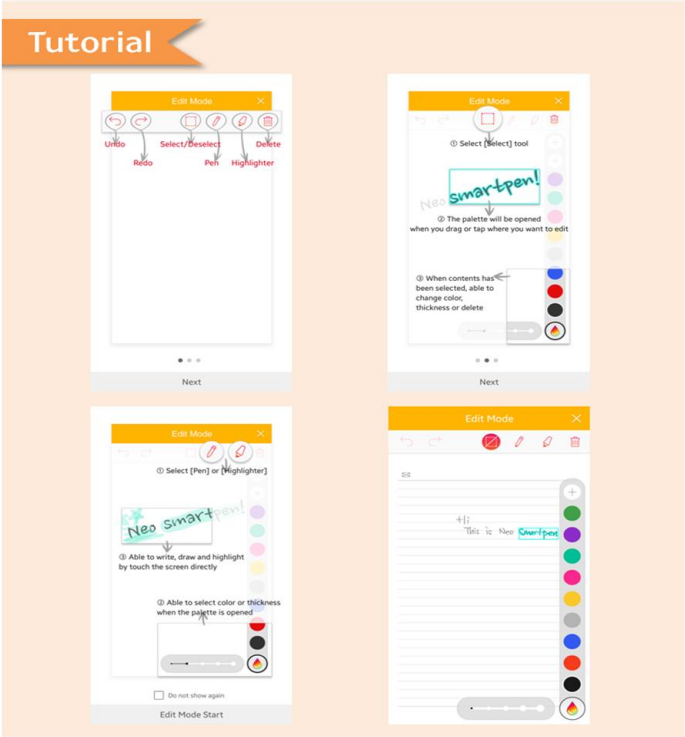 Tutorial
Edit Mode
Undo
Select/Deselect
Delete
Redo
Pen
Highlighter
Next
Edit Mode
① Select [Select] tool
Neo smartpen!
② The palette will be opened
when you drag or tap where you want to edit
③ When contents has
been selected, able to
change color,
thickness or delete
Next
Edit Mode
① Select [Pen] or [Highlighter]
Neo smartpen!
③ Able to write, draw and highlight
by touch the screen directly
② Able to select color or thickness
when the palette is opened
Do not show again
Edit Mode Start
Edit Mode
Hi
This is Neo Smartpen